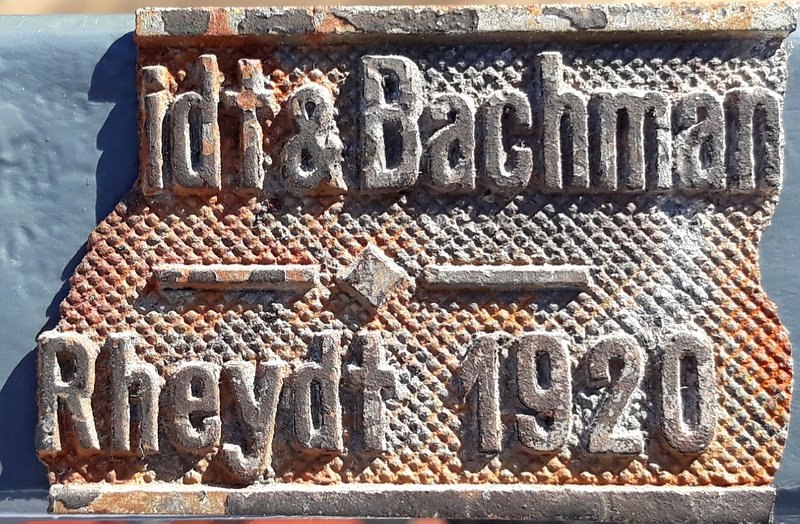 idt & Bachman
Rheydt 1920